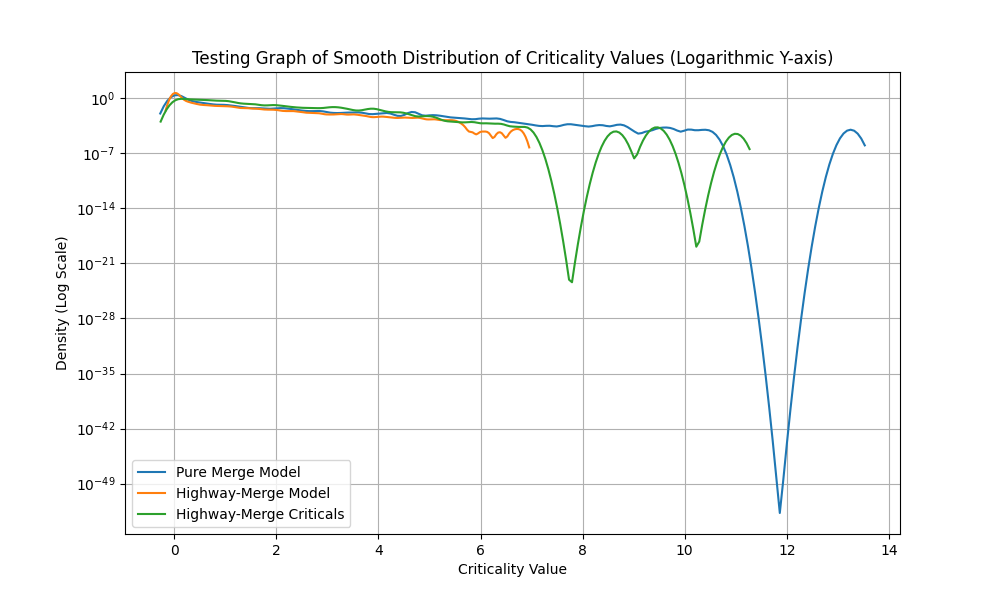 Testing Graph of Smooth Distribution of Criticality Values (Logarithmic Y-axis)
Density (Log Scale)
10^0
10^-7
10^-14
10^-21
10^-28
10^-35
10^-42
10^-49
Pure Merge Model
Highway-Merge Model
Highway-Merge Criticals
0 2 4 6 8 10 12 14
Criticality Value